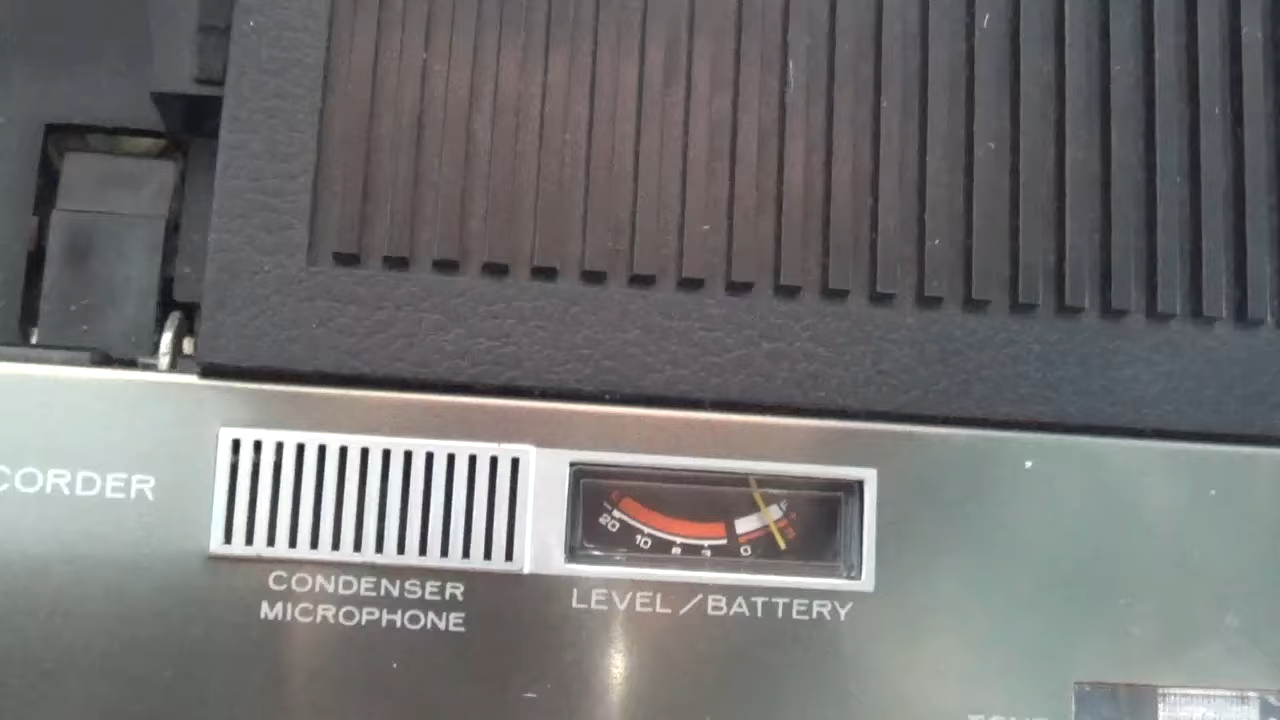 CORDER
CONDENSER
MICROPHONE
20 10 0
LEVEL/BATTERY